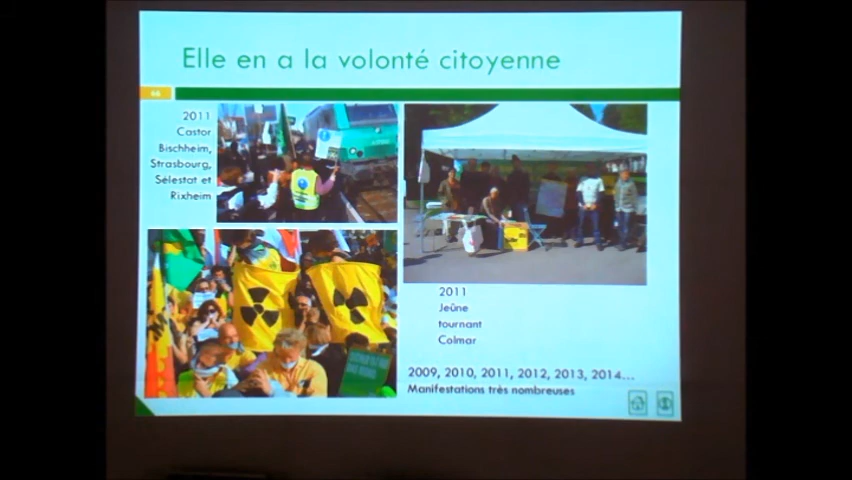 Elle en a la volonté citoyenne
66
2011
Castor
Bischheim,
Strasbourg,
Sélestat et
Rixheim
2011
Jeûne
tournant
Colmar
2009, 2010, 2011, 2012, 2013, 2014...
Manifestations très nombreuses